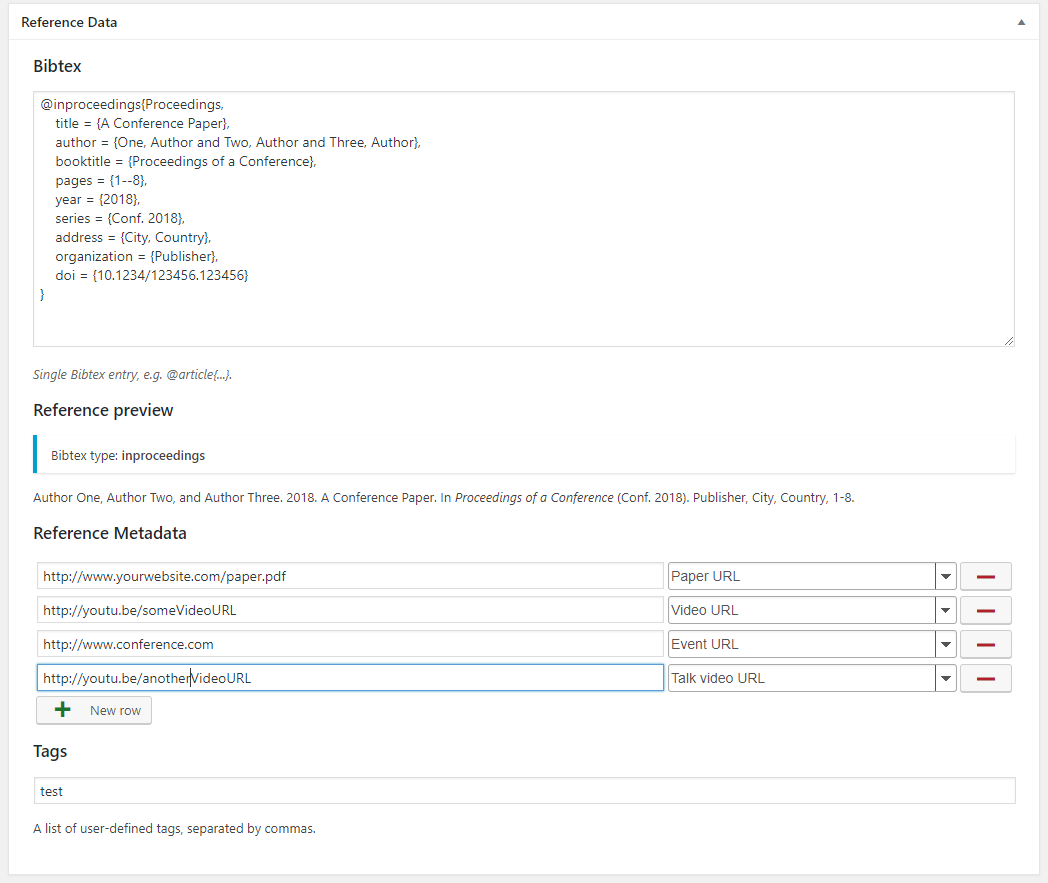 Reference Data
Bibtex
@inproceedings{Proceedings,
title = {A Conference Paper},
author = {One, Author and Two, Author and Three, Author},
booktitle = {Proceedings of a Conference},
pages = {1--8},
year = {2018},
series = {Conf. 2018},
address = {City, Country},
organization = {Publisher},
doi = {10.1234/123456.123456}
}
Single Bibtex entry, e.g. @article{...}.
Reference preview
Bibtex type: inproceedings
Author One, Author Two, and Author Three. 2018. A Conference Paper. In Proceedings of a Conference (Conf. 2018). Publisher, City, Country, 1-8.
Reference Metadata
http://www.yourwebsite.com/paper.pdf Paper URL
http://youtu.be/someVideoURL Video URL
http://www.conference.com Event URL
http://youtu.be/anotherVideoURL Talk video URL
New row
Tags
test
A list of user-defined tags, separated by commas.